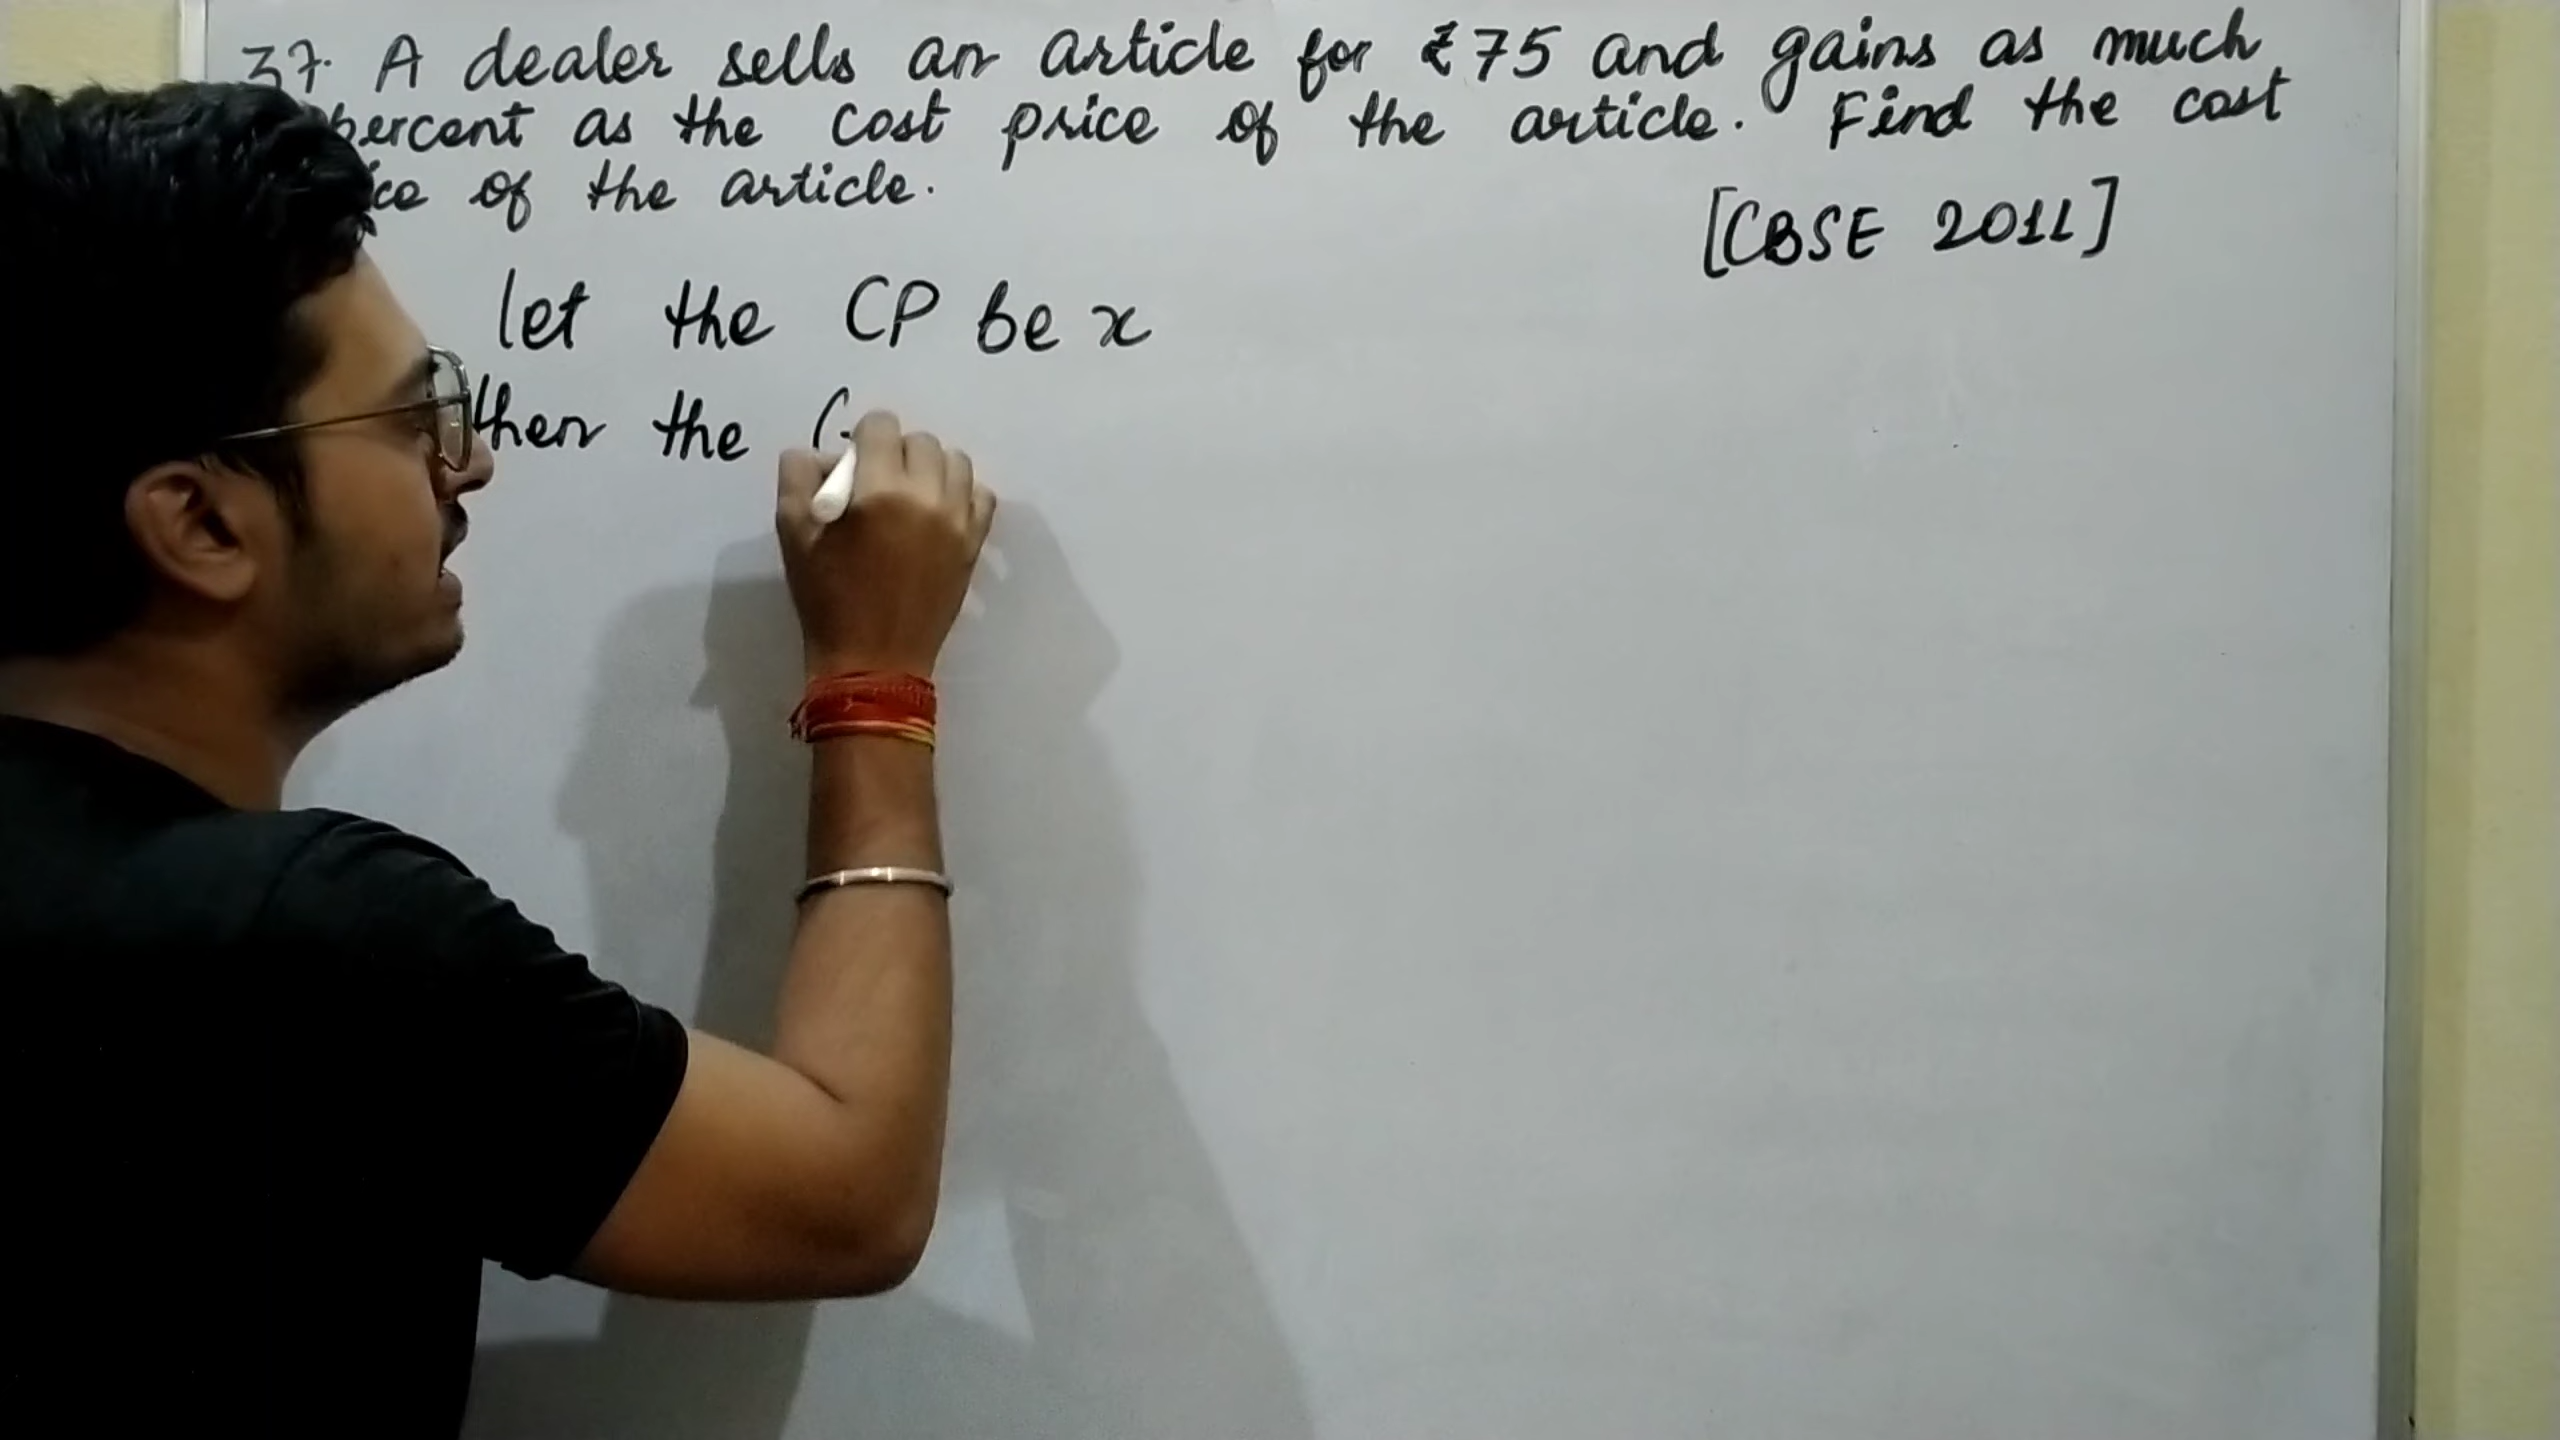 37. A dealer sells an article for ₹75 and gains as much
percent as the cost price of the article. Find the cost
of the article.
[CBSE 2011]
let the CP be x
then the G